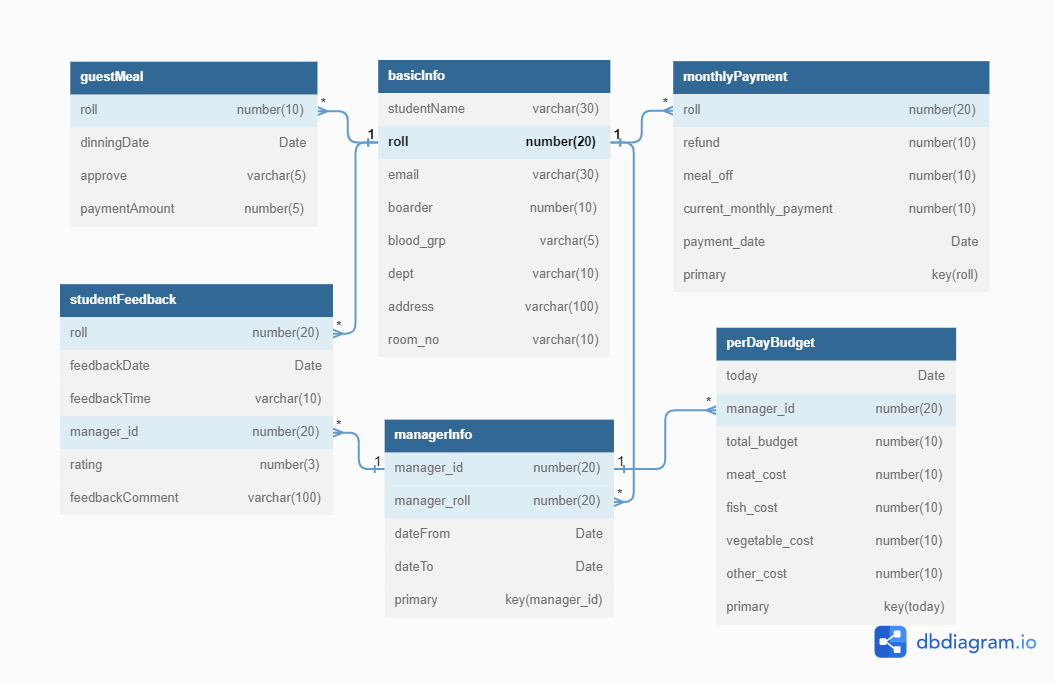 guestMeal
roll number(10)
dinningDate Date
approve varchar(5)
paymentAmount number(5)
*
1
basicInfo
studentName varchar(30)
roll number(20)
email varchar(30)
boarder number(10)
blood_grp varchar(5)
dept varchar(10)
address varchar(100)
room_no varchar(10)
1
*
monthlyPayment
roll number(20)
refund number(10)
meal_off number(10)
current_monthly_payment number(10)
payment_date Date
primary key(roll)
studentFeedback
roll number(20)
feedbackDate Date
feedbackTime varchar(10)
manager_id number(20)
rating number(3)
feedbackComment varchar(100)
*
*
1
managerInfo
manager_id number(20)
manager_roll number(20)
dateFrom Date
dateTo Date
primary key(manager_id)
1
*
*
perDayBudget
today Date
manager_id number(20)
total_budget number(10)
meat_cost number(10)
fish_cost number(10)
vegetable_cost number(10)
other_cost number(10)
primary key(today)
dbdiagram.io